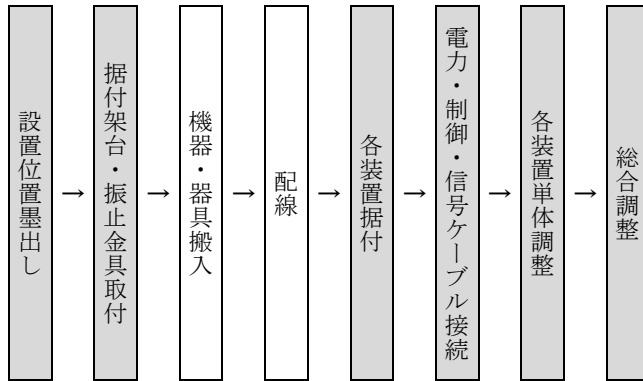 設置位置墨出し
→
据付架台・振止金具取付
→
機器・器具搬入
→
配線
→
各装置据付
→
電力・制御・信号ケーブル接続
→
各装置単体調整
→
総合調整